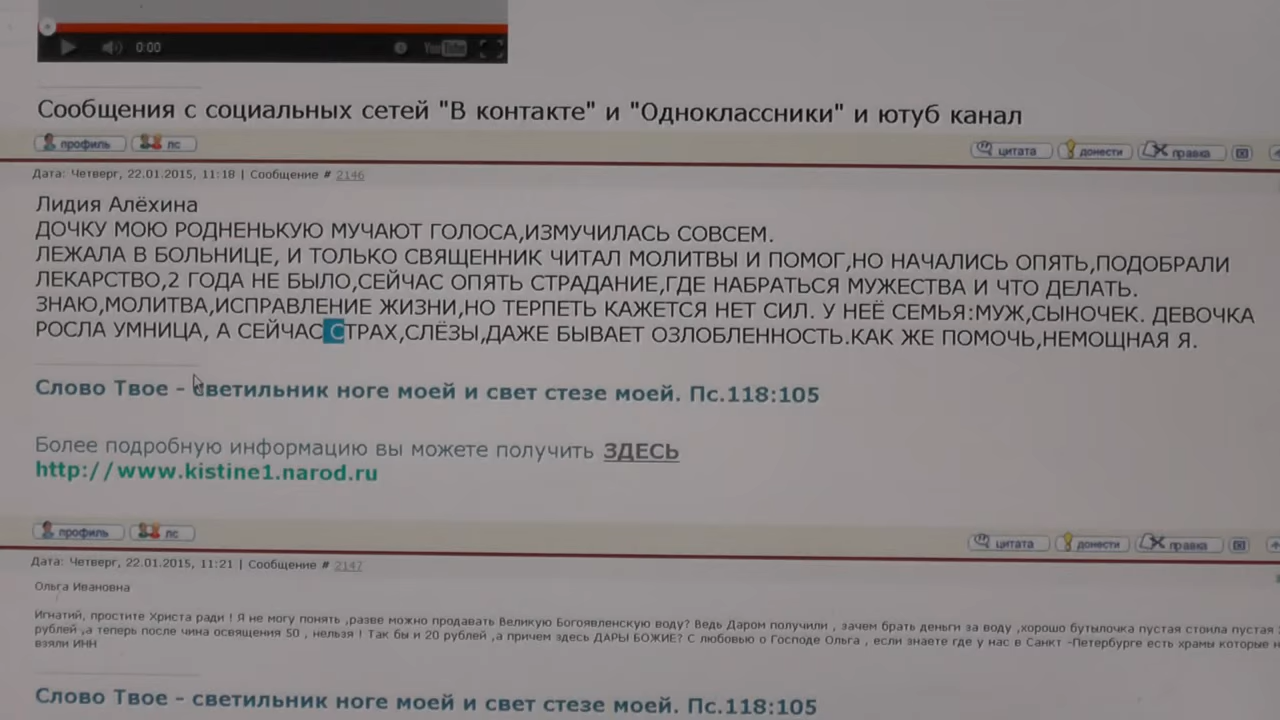 0:00
YouTube
Сообщения с социальных сетей "В контакте" и "Одноклассники" и ютуб канал
профиль пс цитата донести правка
Дата: Четверг, 22.01.2015, 11:18 | Сообщение # 2146
Лидия Алёхина
ДОЧКУ МОЮ РОДНЕНЬКУЮ МУЧАЮТ ГОЛОСА,ИЗМУЧИЛАСЬ СОВСЕМ.
ЛЕЖАЛА В БОЛЬНИЦЕ, И ТОЛЬКО СВЯЩЕННИК ЧИТАЛ МОЛИТВЫ И ПОМОГ,НО НАЧАЛИСЬ ОПЯТЬ,ПОДОБРАЛИ
ЛЕКАРСТВО,2 ГОДА НЕ БЫЛО,СЕЙЧАС ОПЯТЬ СТРАДАНИЕ,ГДЕ НАБРАТЬСЯ МУЖЕСТВА И ЧТО ДЕЛАТЬ.
ЗНАЮ,МОЛИТВА,ИСПРАВЛЕНИЕ ЖИЗНИ,НО ТЕРПЕТЬ КАЖЕТСЯ НЕТ СИЛ. У НЕЁ СЕМЬЯ:МУЖ,СЫНОЧЕК. ДЕВОЧКА
РОСЛА УМНИЦА, А СЕЙЧАС СТРАХ,СЛЁЗЫ,ДАЖЕ БЫВАЕТ ОЗЛОБЛЕННОСТЬ.КАК ЖЕ ПОМОЧЬ,НЕМОЩНАЯ Я.
Слово Твое - светильник ноге моей и свет стезе моей. Пс.118:105
Более подробную информацию вы можете получить ЗДЕСЬ
http://www.kistine1.narod.ru
профиль пс цитата донести правка
Дата: Четверг, 22.01.2015, 11:21 | Сообщение # 2147
Ольга Ивановна
Игнатий, простите Христа ради ! Я не могу понять ,разве можно продавать Великую Богоявленскую воду? Ведь Даром получили , зачем брать деньги за воду ,хорошо бутылочка пустая стоила пустая
рублей ,а теперь после чина освящения 50 , нельзя ! Так бы и 20 рублей ,а причем здесь ДАРЫ БОЖИЕ? С любовью о Господе Ольга , если знаете где у нас в Санкт -Петербурге есть храмы которые
взяли ИНН
Слово Твое - светильник ноге моей и свет стезе моей. Пс.118:105